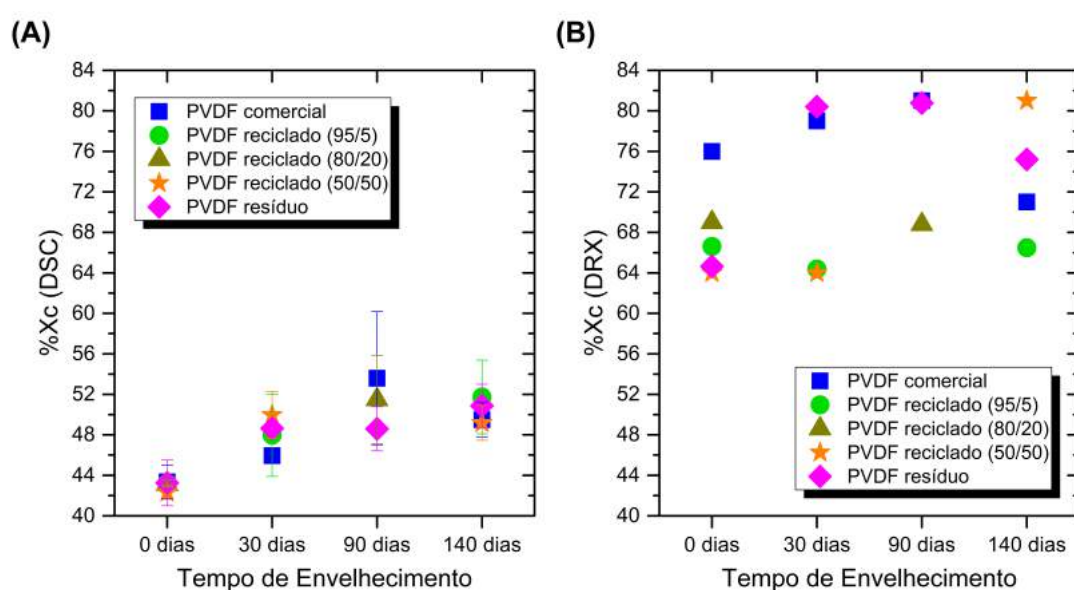 (A)
%Xc (DSC)
84
80
76
72
68
64
60
56
52
48
44
40
PVDF comercial
PVDF reciclado (95/5)
PVDF reciclado (80/20)
PVDF reciclado (50/50)
PVDF resíduo
0 dias 30 dias 90 dias 140 dias
Tempo de Envelhecimento
(B)
%Xc (DRX)
84
80
76
72
68
64
60
56
52
48
44
40
PVDF comercial
PVDF reciclado (95/5)
PVDF reciclado (80/20)
PVDF reciclado (50/50)
PVDF resíduo
0 dias 30 dias 90 dias 140 dias
Tempo de Envelhecimento